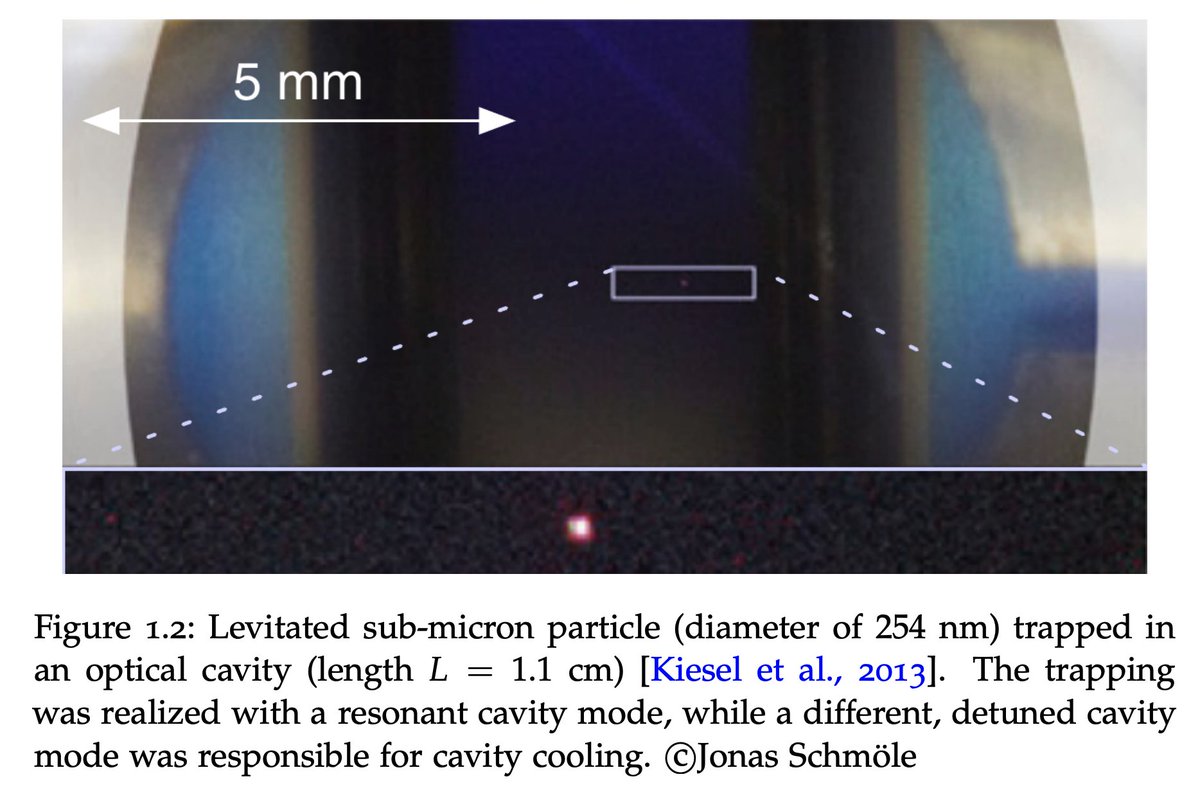 5 mm
Figure 1.2: Levitated sub-micron particle (diameter of 254 nm) trapped in
an optical cavity (length L = 1.1 cm) [Kiesel et al., 2013]. The trapping
was realized with a resonant cavity mode, while a different, detuned cavity
mode was responsible for cavity cooling. ©Jonas Schmöle